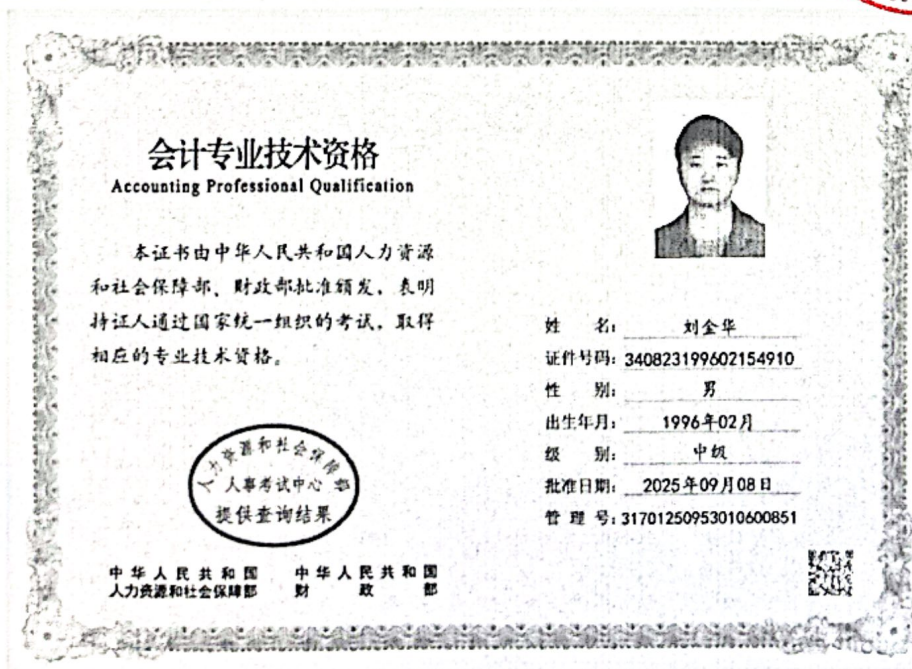 会计专业技术资格
Accounting Professional Qualification
本证书由中华人民共和国人力资源
和社会保障部、财政部批准颁发，表明
持证人通过国家统一组织的考试，取得
相应的专业技术资格。
姓 名： 刘金华
证件号码：340823199602154910
性 别： 男
出生年月： 1996年02月
级 别： 中级
批准日期： 2025年09月08日
管 理 号：31701250953010600851
人力资源和社会保障部
人事考试中心
提供查询结果
中华人民共和国
人力资源和社会保障部
中华人民共和国
财政部